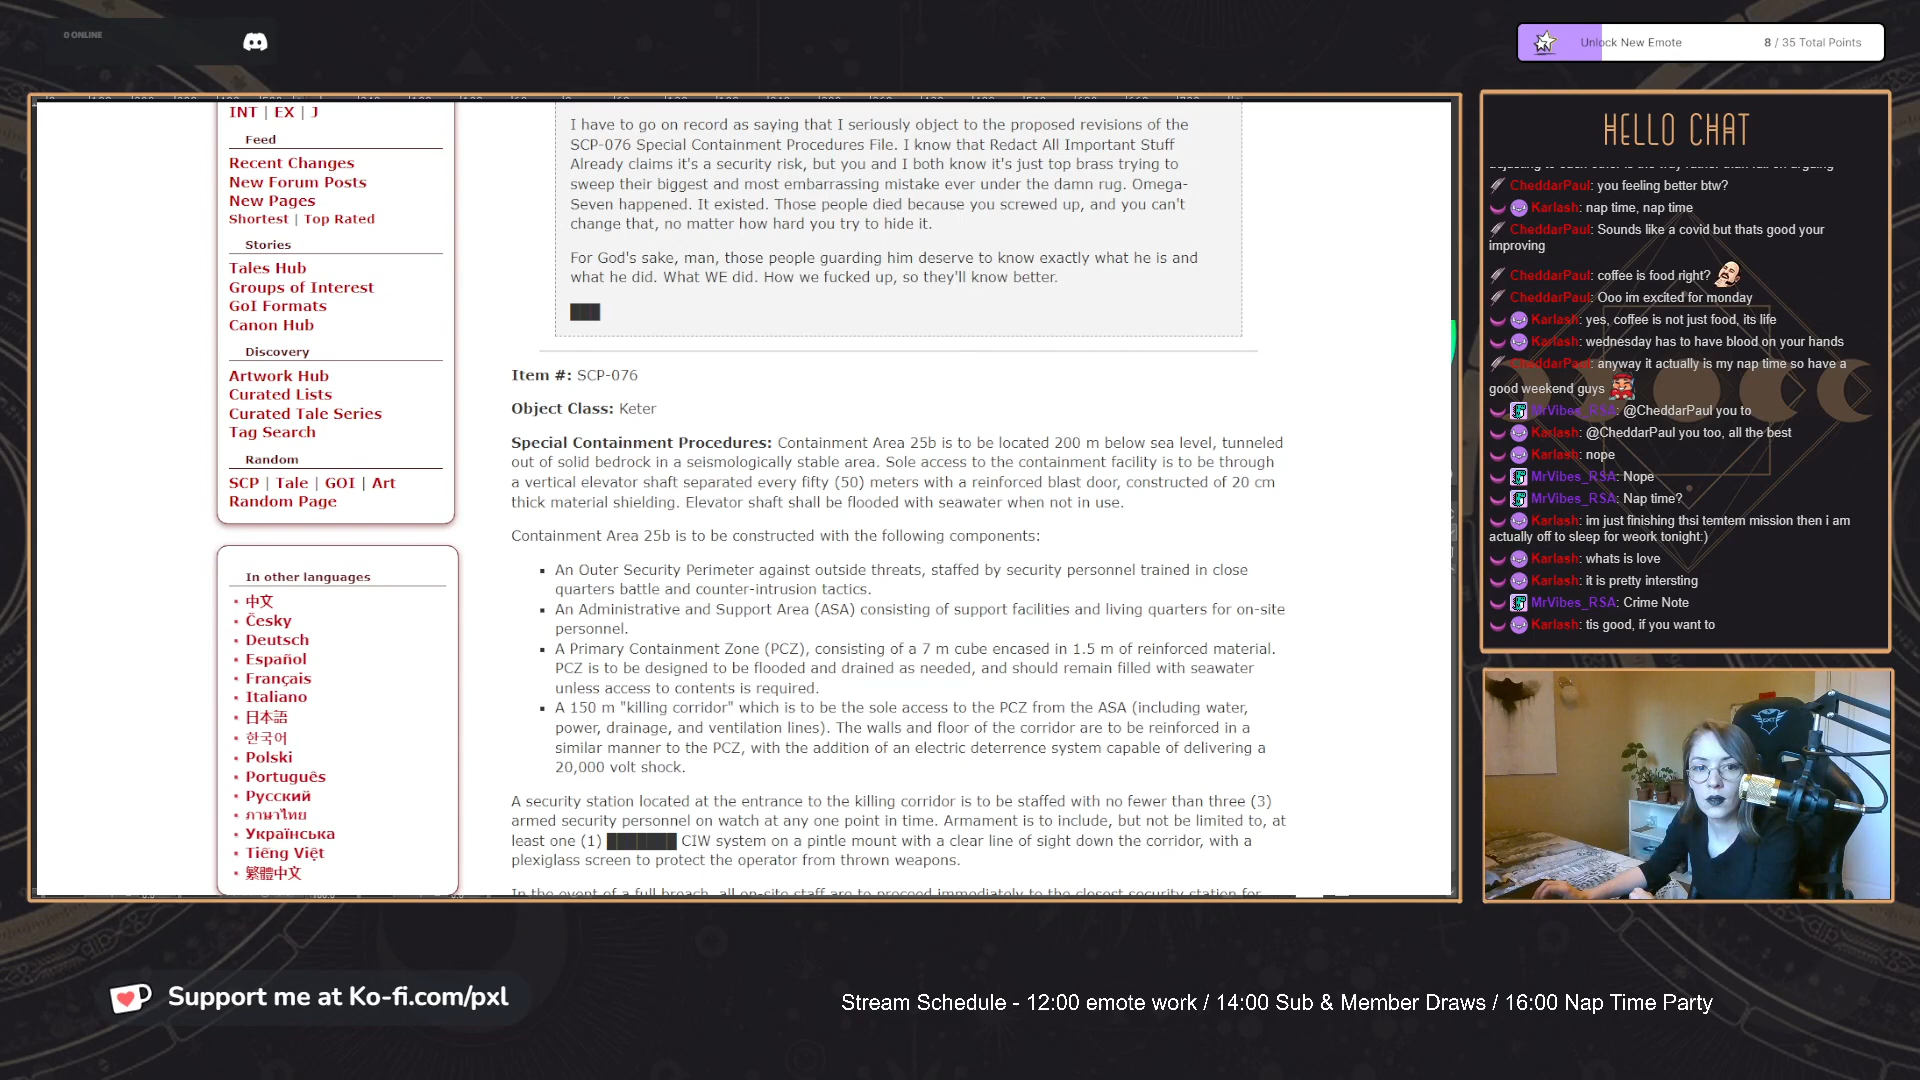 0 ONLINE
Unlock New Emote
8 / 35 Total Points
INT | EX | J
Feed
Recent Changes
New Forum Posts
New Pages
Shortest | Top Rated
Stories
Tales Hub
Groups of Interest
GoI Formats
Canon Hub
Discovery
Artwork Hub
Curated Lists
Curated Tale Series
Tag Search
Random
SCP | Tale | GOI | Art
Random Page
In other languages
中文
Česky
Deutsch
Español
Français
Italiano
日本語
한국어
Polski
Português
Русский
ภาษาไทย
Українська
Tiếng Việt
繁體中文
I have to go on record as saying that I seriously object to the proposed revisions of the
SCP-076 Special Containment Procedures File. I know that Redact All Important Stuff
Already claims it's a security risk, but you and I both know it's just top brass trying to
sweep their biggest and most embarrassing mistake ever under the damn rug. Omega-
Seven happened. It existed. Those people died because you screwed up, and you can't
change that, no matter how hard you try to hide it.
For God's sake, man, those people guarding him deserve to know exactly what he is and
what he did. What WE did. How we fucked up, so they'll know better.
███
Item #: SCP-076
Object Class: Keter
Special Containment Procedures: Containment Area 25b is to be located 200 m below sea level, tunneled
out of solid bedrock in a seismologically stable area. Sole access to the containment facility is to be through
a vertical elevator shaft separated every fifty (50) meters with a reinforced blast door, constructed of 20 cm
thick material shielding. Elevator shaft shall be flooded with seawater when not in use.
Containment Area 25b is to be constructed with the following components:
An Outer Security Perimeter against outside threats, staffed by security personnel trained in close
quarters battle and counter-intrusion tactics.
An Administrative and Support Area (ASA) consisting of support facilities and living quarters for on-site
personnel.
A Primary Containment Zone (PCZ), consisting of a 7 m cube encased in 1.5 m of reinforced material.
PCZ is to be designed to be flooded and drained as needed, and should remain filled with seawater
unless access to contents is required.
A 150 m "killing corridor" which is to be the sole access to the PCZ from the ASA (including water,
power, drainage, and ventilation lines). The walls and floor of the corridor are to be reinforced in a
similar manner to the PCZ, with the addition of an electric deterrence system capable of delivering a
20,000 volt shock.
A security station located at the entrance to the killing corridor is to be staffed with no fewer than three (3)
armed security personnel on watch at any one point in time. Armament is to include, but not be limited to, at
least one (1) ███████ CIW system on a pintle mount with a clear line of sight down the corridor, with a
plexiglass screen to protect the operator from thrown weapons.
In the event of a full breach, all on-site staff are to proceed immediately to the closest security station for
HELLO CHAT
CheddarPaul: you feeling better btw?
Karlash: nap time, nap time
CheddarPaul: Sounds like a covid but thats good your
improving
CheddarPaul: coffee is food right?
CheddarPaul: Ooo im excited for monday
Karlash: yes, coffee is not just food, its life
Karlash: wednesday has to have blood on your hands
CheddarPaul: anyway it actually is my nap time so have a
good weekend guys
MrVibes_RSA: @CheddarPaul you to
Karlash: @CheddarPaul you too, all the best
Karlash: nope
MrVibes_RSA: Nope
MrVibes_RSA: Nap time?
Karlash: im just finishing thsi temtem mission then i am
actually off to sleep for weork tonight:)
Karlash: whats is love
Karlash: it is pretty intersting
MrVibes_RSA: Crime Note
Karlash: tis good, if you want to
Support me at Ko-fi.com/pxl
Stream Schedule - 12:00 emote work / 14:00 Sub & Member Draws / 16:00 Nap Time Party